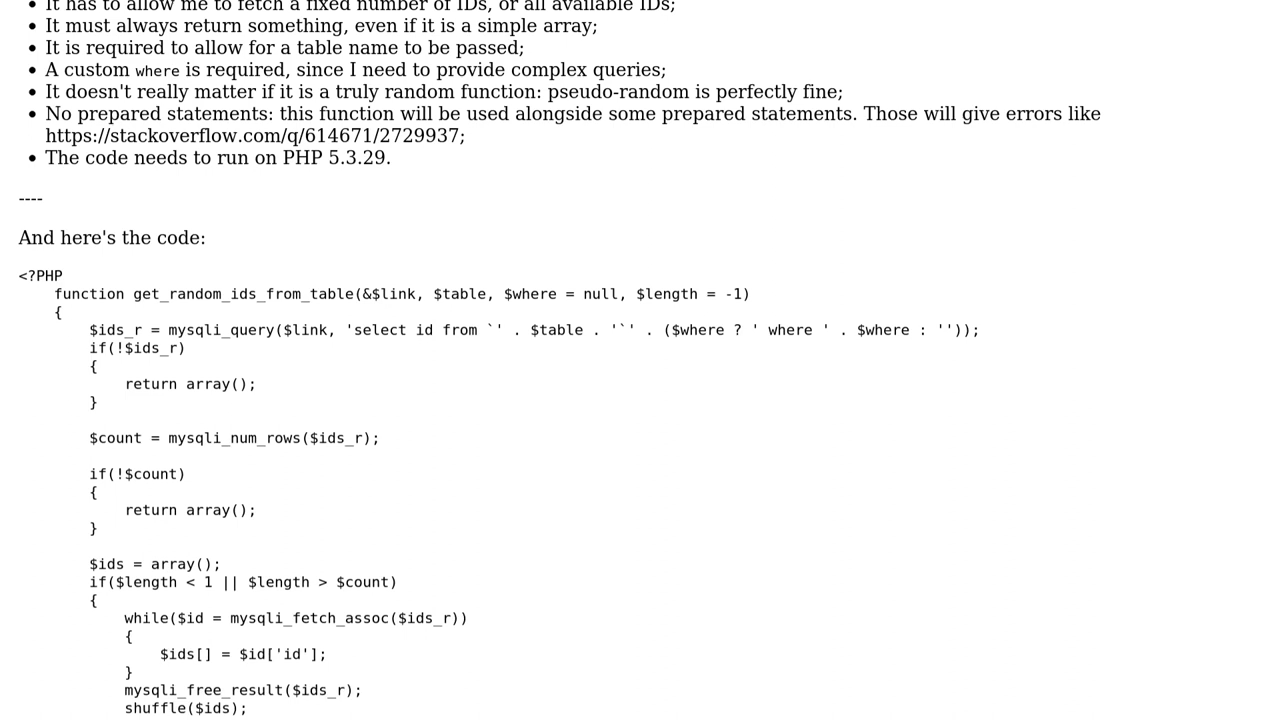 It has to allow me to fetch a fixed number of IDs, or all available IDs;
It must always return something, even if it is a simple array;
It is required to allow for a table name to be passed;
A custom where is required, since I need to provide complex queries;
It doesn't really matter if it is a truly random function: pseudo-random is perfectly fine;
No prepared statements: this function will be used alongside some prepared statements. Those will give errors like
https://stackoverflow.com/q/614671/2729937;
The code needs to run on PHP 5.3.29.
----
And here's the code:
<?PHP
    function get_random_ids_from_table(&$link, $table, $where = null, $length = -1)
    {
        $ids_r = mysqli_query($link, 'select id from `' . $table . '`' . ($where ? ' where ' . $where : ''));
        if(!$ids_r)
        {
            return array();
        }
        $count = mysqli_num_rows($ids_r);
        if(!$count)
        {
            return array();
        }
        $ids = array();
        if($length < 1 || $length > $count)
        {
            while($id = mysqli_fetch_assoc($ids_r))
            {
                $ids[] = $id['id'];
            }
            mysqli_free_result($ids_r);
            shuffle($ids);